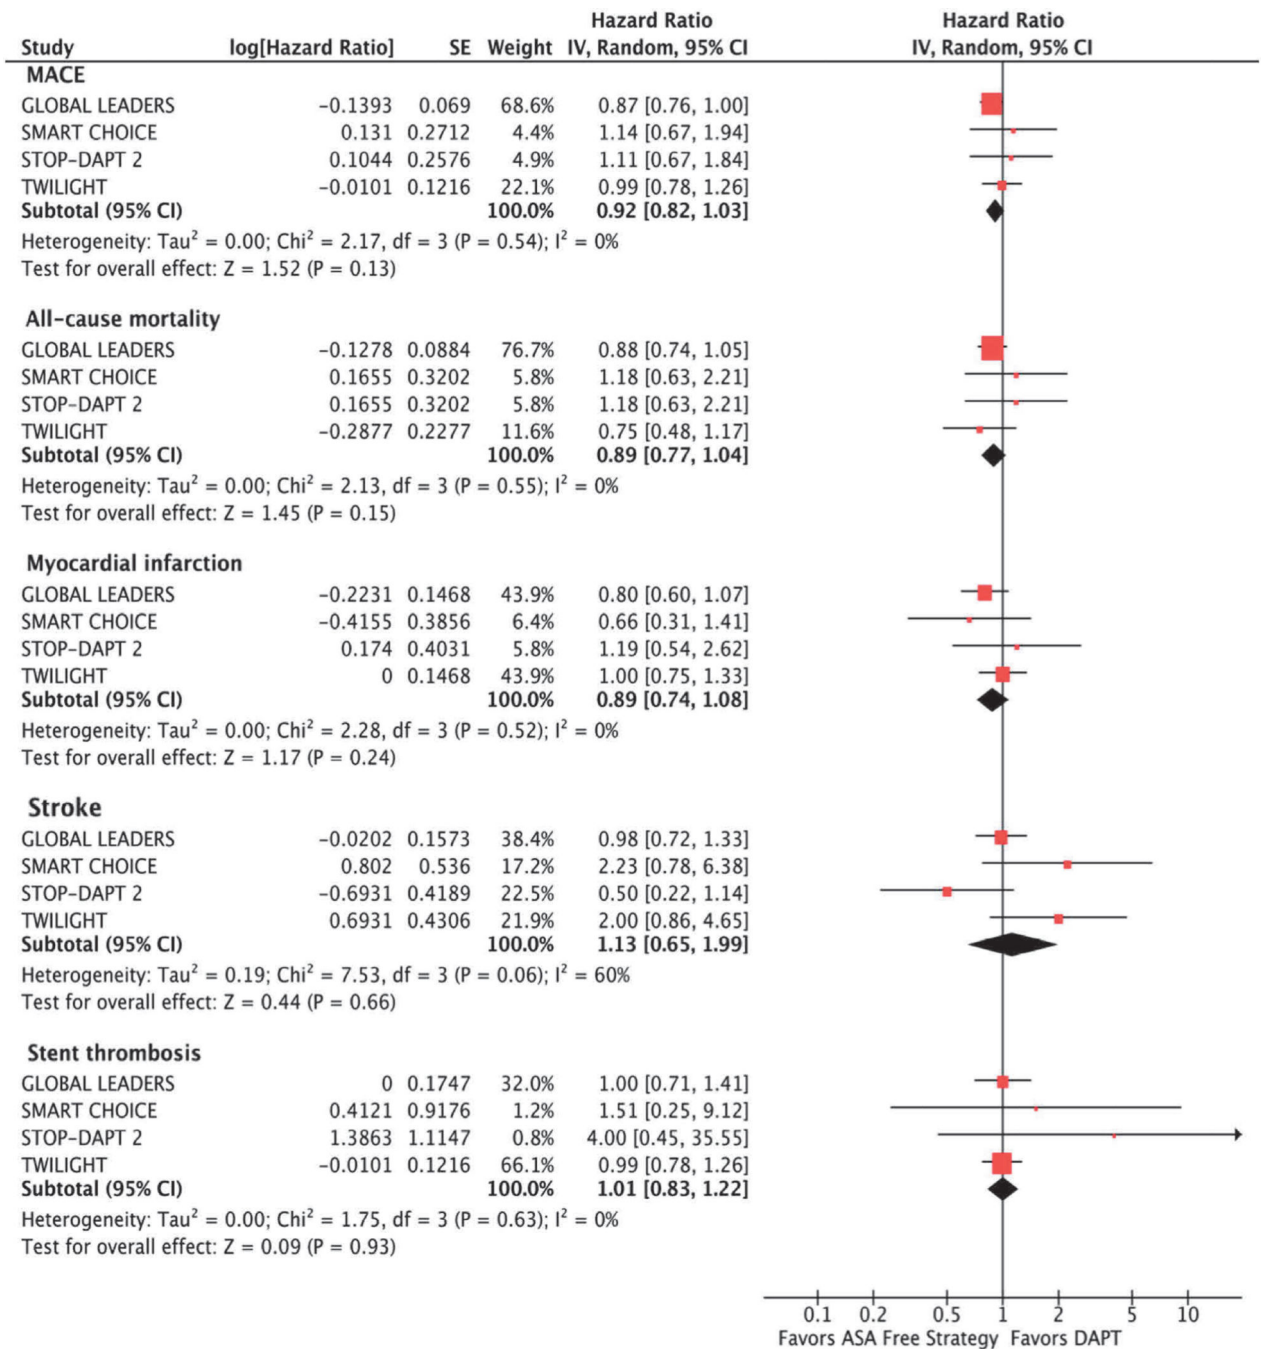 Hazard Ratio Hazard Ratio
Study log[Hazard Ratio] SE Weight IV, Random, 95% CI IV, Random, 95% CI
MACE
GLOBAL LEADERS −0.1393 0.069 68.6% 0.87 [0.76, 1.00]
SMART CHOICE 0.131 0.2712 4.4% 1.14 [0.67, 1.94]
STOP−DAPT 2 0.1044 0.2576 4.9% 1.11 [0.67, 1.84]
TWILIGHT −0.0101 0.1216 22.1% 0.99 [0.78, 1.26]
Subtotal (95% CI) 100.0% 0.92 [0.82, 1.03]
Heterogeneity: Tau² = 0.00; Chi² = 2.17, df = 3 (P = 0.54); I² = 0%
Test for overall effect: Z = 1.52 (P = 0.13)
All−cause mortality
GLOBAL LEADERS −0.1278 0.0884 76.7% 0.88 [0.74, 1.05]
SMART CHOICE 0.1655 0.3202 5.8% 1.18 [0.63, 2.21]
STOP−DAPT 2 0.1655 0.3202 5.8% 1.18 [0.63, 2.21]
TWILIGHT −0.2877 0.2277 11.6% 0.75 [0.48, 1.17]
Subtotal (95% CI) 100.0% 0.89 [0.77, 1.04]
Heterogeneity: Tau² = 0.00; Chi² = 2.13, df = 3 (P = 0.55); I² = 0%
Test for overall effect: Z = 1.45 (P = 0.15)
Myocardial infarction
GLOBAL LEADERS −0.2231 0.1468 43.9% 0.80 [0.60, 1.07]
SMART CHOICE −0.4155 0.3856 6.4% 0.66 [0.31, 1.41]
STOP−DAPT 2 0.174 0.4031 5.8% 1.19 [0.54, 2.62]
TWILIGHT 0 0.1468 43.9% 1.00 [0.75, 1.33]
Subtotal (95% CI) 100.0% 0.89 [0.74, 1.08]
Heterogeneity: Tau² = 0.00; Chi² = 2.28, df = 3 (P = 0.52); I² = 0%
Test for overall effect: Z = 1.17 (P = 0.24)
Stroke
GLOBAL LEADERS −0.0202 0.1573 38.4% 0.98 [0.72, 1.33]
SMART CHOICE 0.802 0.536 17.2% 2.23 [0.78, 6.38]
STOP−DAPT 2 −0.6931 0.4189 22.5% 0.50 [0.22, 1.14]
TWILIGHT 0.6931 0.4306 21.9% 2.00 [0.86, 4.65]
Subtotal (95% CI) 100.0% 1.13 [0.65, 1.99]
Heterogeneity: Tau² = 0.19; Chi² = 7.53, df = 3 (P = 0.06); I² = 60%
Test for overall effect: Z = 0.44 (P = 0.66)
Stent thrombosis
GLOBAL LEADERS 0 0.1747 32.0% 1.00 [0.71, 1.41]
SMART CHOICE 0.4121 0.9176 1.2% 1.51 [0.25, 9.12]
STOP−DAPT 2 1.3863 1.1147 0.8% 4.00 [0.45, 35.55]
TWILIGHT −0.0101 0.1216 66.1% 0.99 [0.78, 1.26]
Subtotal (95% CI) 100.0% 1.01 [0.83, 1.22]
Heterogeneity: Tau² = 0.00; Chi² = 1.75, df = 3 (P = 0.63); I² = 0%
Test for overall effect: Z = 0.09 (P = 0.93)
0.1 0.2 0.5 1 2 5 10
Favors ASA Free Strategy Favors DAPT